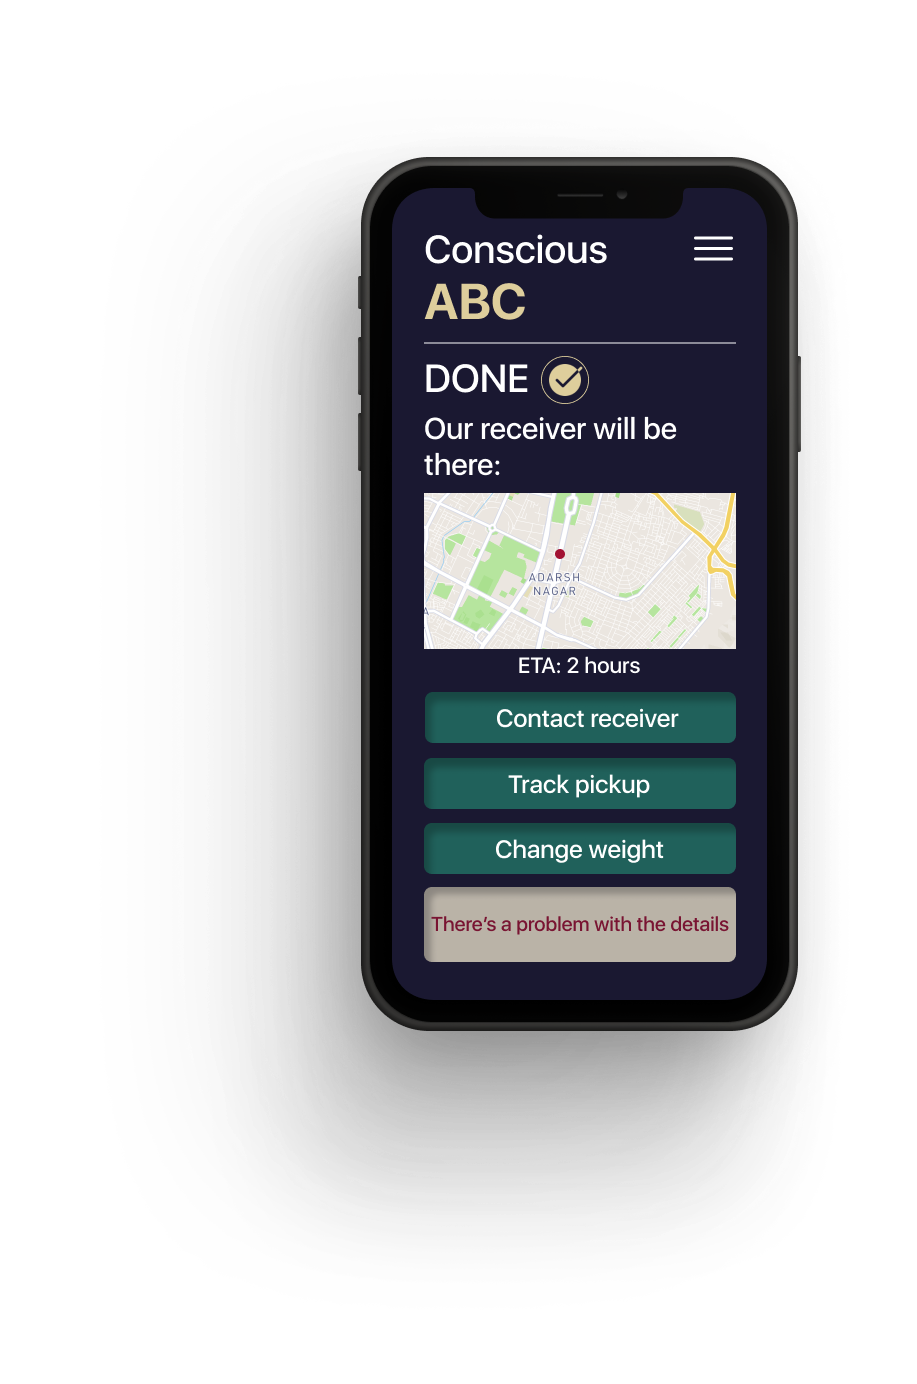 Conscious
ABC
DONE
Our receiver will be
there:
ADARSH
NAGAR
A
ETA: 2 hours
Contact receiver
Track pickup
Change weight
There’s a problem with the details